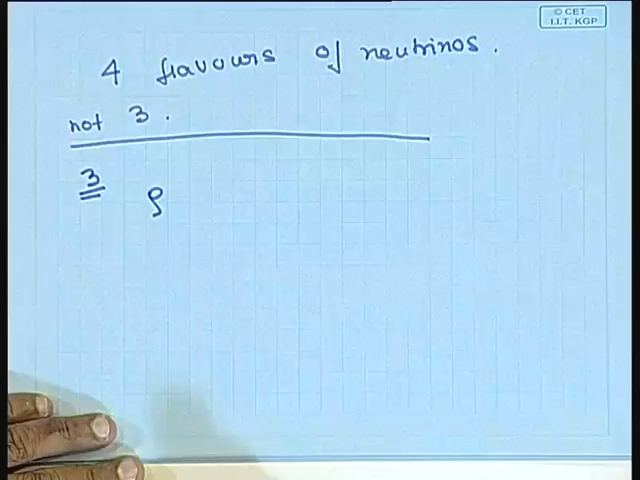 © CET
I.I.T. KGP
4 flavours of neutrinos.
not 3.
3 ρ